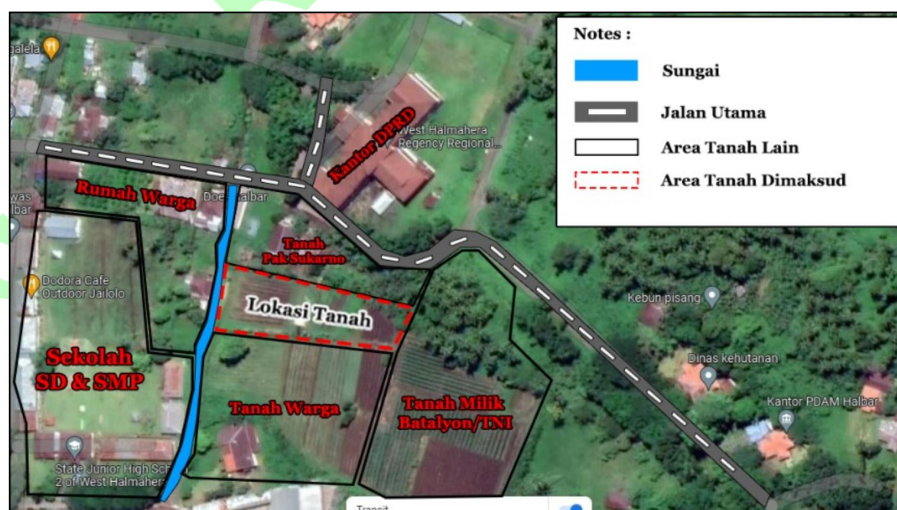 Notes :
Sungai
Jalan Utama
Area Tanah Lain
Area Tanah Dimaksud
Kantor DPRD
West Halmahera
Regency Regional...
Rumah Warga
Tanah
Pak Sukarno
Dodora Cafe
Outdoor Jailolo
Lokasi Tanah
Kebun pisang
Dinas kehutanan
Kantor PDAM Halbar
Sekolah
SD & SMP
Tanah Warga
Tanah Milik
Batalyon/TNI
State Junior High Sch
2 of West Halmahera
Transit